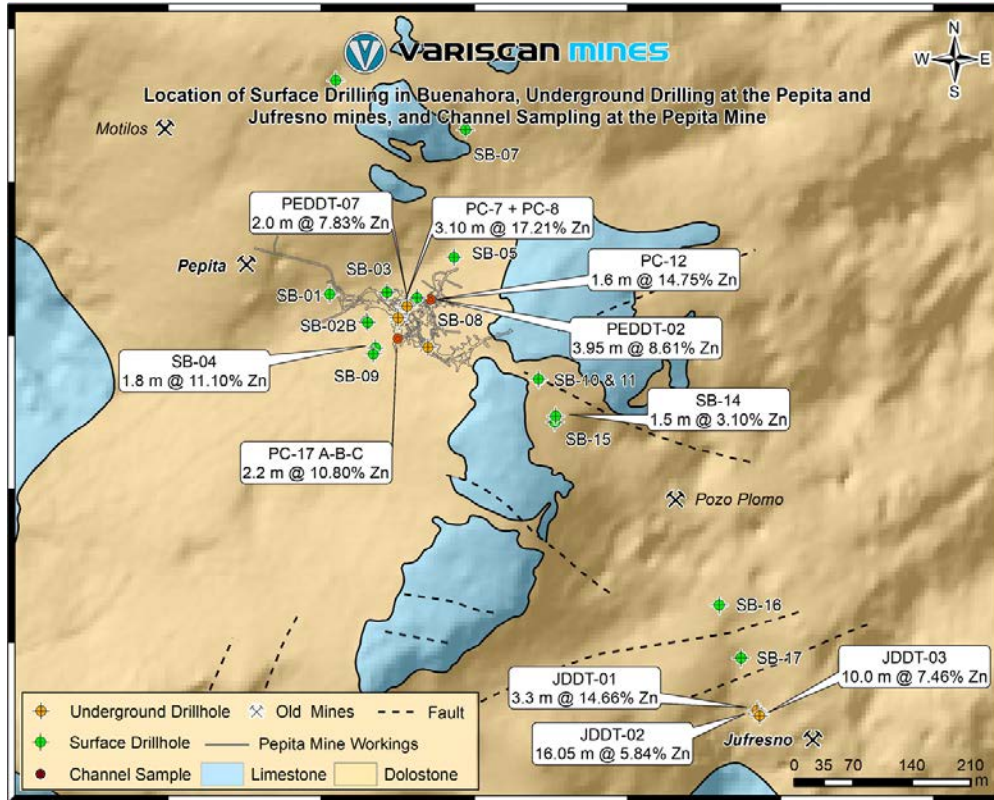 VARISCAN MINES
N
W E
S
Location of Surface Drilling in Buenahora, Underground Drilling at the Pepita and
Jufresno mines, and Channel Sampling at the Pepita Mine
Motilos
SB-07
PEDDT-07
2.0 m @ 7.83% Zn
PC-7 + PC-8
3.10 m @ 17.21% Zn
SB-05
PC-12
1.6 m @ 14.75% Zn
Pepita
SB-03
SB-01
SB-02B
SB-08
PEDDT-02
3.95 m @ 8.61% Zn
SB-04
1.8 m @ 11.10% Zn
SB-09
SB-10 & 11
SB-14
1.5 m @ 3.10% Zn
SB-15
PC-17 A-B-C
2.2 m @ 10.80% Zn
Pozo Plomo
SB-16
SB-17
JDDT-01
3.3 m @ 14.66% Zn
JDDT-03
10.0 m @ 7.46% Zn
JDDT-02
16.05 m @ 5.84% Zn
Jufresno
Underground Drillhole
Old Mines
Fault
Surface Drillhole
Pepita Mine Workings
Channel Sample
Limestone
Dolostone
0 35 70 140 210
m